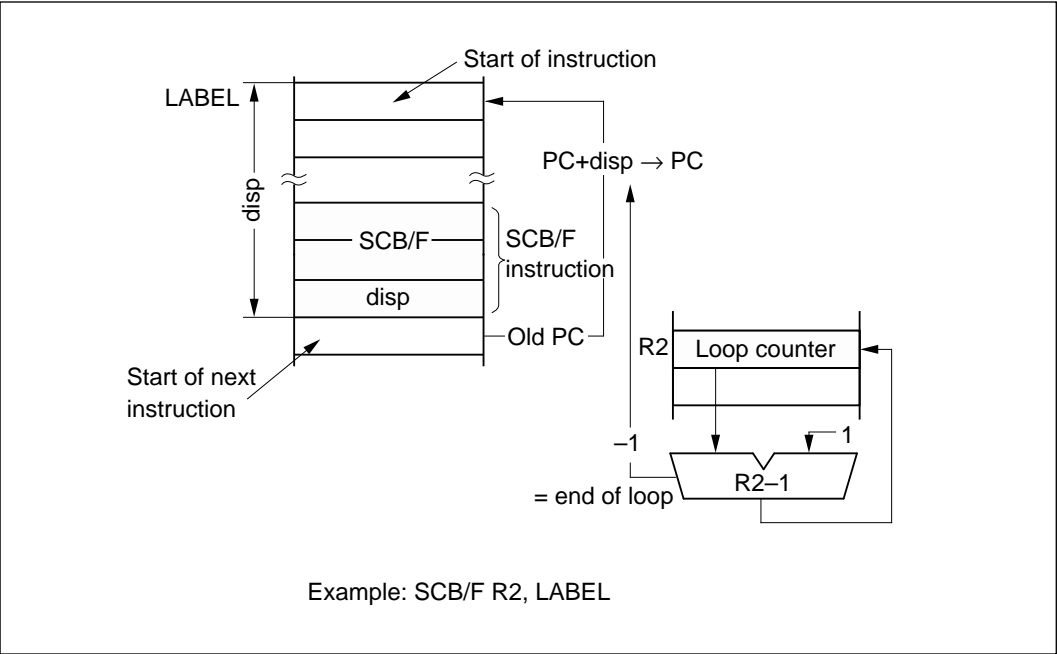 Start of instruction
LABEL
PC+disp → PC
disp
SCB/F
SCB/F
instruction
disp
Old PC
R2
Loop counter
Start of next
instruction
–1
1
R2–1
= end of loop
Example: SCB/F R2, LABEL